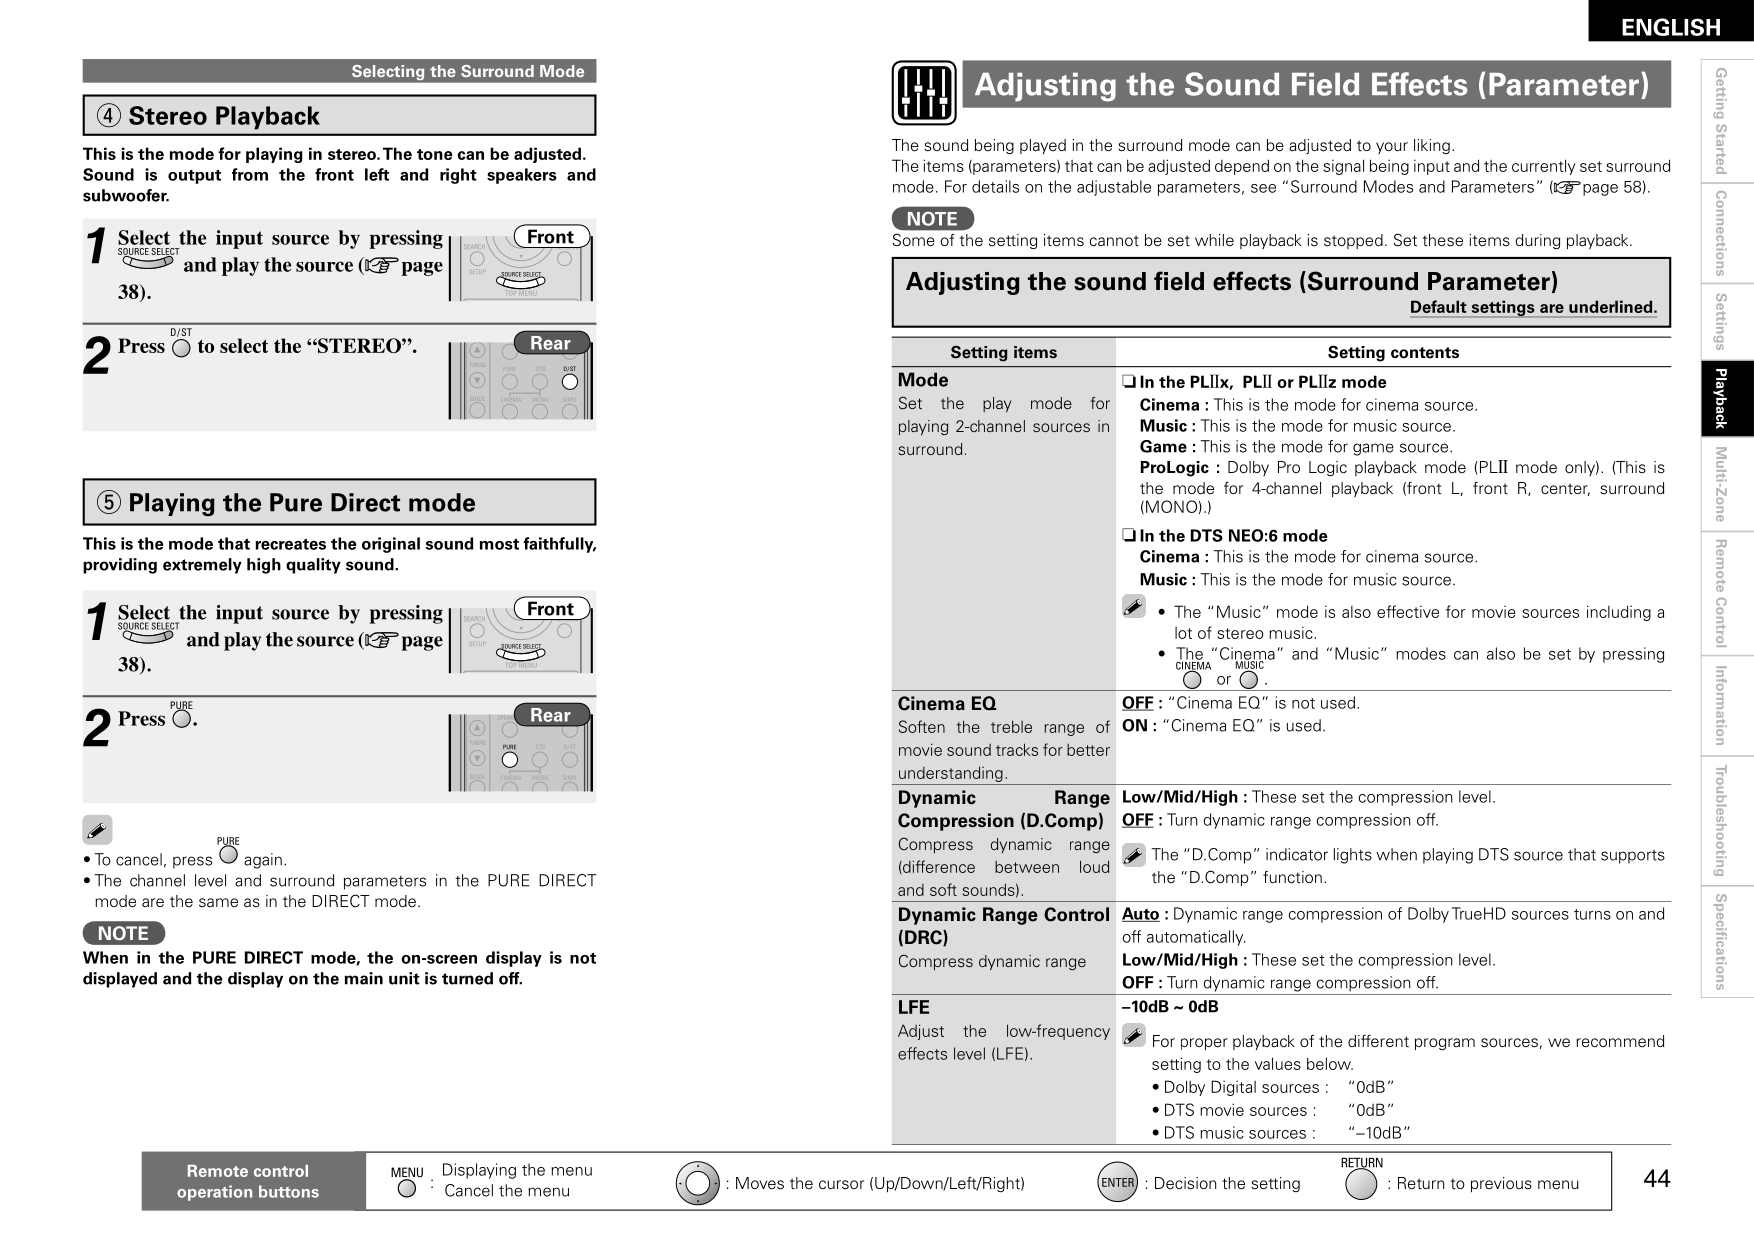 ENGLISH
Selecting the Surround Mode
④ Stereo Playback
This is the mode for playing in stereo. The tone can be adjusted.
Sound is output from the front left and right speakers and
subwoofer.
1 Select the input source by pressing
SOURCE SELECT
and play the source (☞page
38).
Front
SEARCH
SETUP
SOURCE SELECT
TOP MENU
D/ST
2 Press to select the “STEREO”.
Rear
TUNING
PURE STD D/ST
MODE CINEMA MUSIC SIMU
⑤ Playing the Pure Direct mode
This is the mode that recreates the original sound most faithfully,
providing extremely high quality sound.
1 Select the input source by pressing
SOURCE SELECT
and play the source (☞page
38).
Front
SEARCH
SETUP
SOURCE SELECT
TOP MENU
PURE
2 Press .
Rear
TUNING
PURE STD D/ST
MODE CINEMA MUSIC SIMU
PURE
• To cancel, press again.
• The channel level and surround parameters in the PURE DIRECT
mode are the same as in the DIRECT mode.
NOTE
When in the PURE DIRECT mode, the on-screen display is not
displayed and the display on the main unit is turned off.
Adjusting the Sound Field Effects (Parameter)
The sound being played in the surround mode can be adjusted to your liking.
The items (parameters) that can be adjusted depend on the signal being input and the currently set surround
mode. For details on the adjustable parameters, see “Surround Modes and Parameters” (☞page 58).
NOTE
Some of the setting items cannot be set while playback is stopped. Set these items during playback.
Adjusting the sound field effects (Surround Parameter)
Default settings are underlined.
Setting items Setting contents
Mode
Set the play mode for
playing 2-channel sources in
surround.
❏ In the PLⅡx, PLⅡ or PLⅡz mode
Cinema : This is the mode for cinema source.
Music : This is the mode for music source.
Game : This is the mode for game source.
ProLogic : Dolby Pro Logic playback mode (PLⅡ mode only). (This is
the mode for 4-channel playback (front L, front R, center, surround
(MONO).)
❏ In the DTS NEO:6 mode
Cinema : This is the mode for cinema source.
Music : This is the mode for music source.
• The “Music” mode is also effective for movie sources including a
lot of stereo music.
• The “Cinema” and “Music” modes can also be set by pressing
CINEMA MUSIC
or .
Cinema EQ
Soften the treble range of
movie sound tracks for better
understanding.
OFF : “Cinema EQ” is not used.
ON : “Cinema EQ” is used.
Dynamic Range
Compression (D.Comp)
Compress dynamic range
(difference between loud
and soft sounds).
Low/Mid/High : These set the compression level.
OFF : Turn dynamic range compression off.
The “D.Comp” indicator lights when playing DTS source that supports
the “D.Comp” function.
Dynamic Range Control
(DRC)
Compress dynamic range
Auto : Dynamic range compression of Dolby TrueHD sources turns on and
off automatically.
Low/Mid/High : These set the compression level.
OFF : Turn dynamic range compression off.
LFE
Adjust the low-frequency
effects level (LFE).
–10dB ~ 0dB
For proper playback of the different program sources, we recommend
setting to the values below.
• Dolby Digital sources : “0dB”
• DTS movie sources : “0dB”
• DTS music sources : “–10dB”
Getting Started
Connections
Settings
Playback
Multi-Zone
Remote Control
Information
Troubleshooting
Specifications
Remote control
operation buttons
MENU : Displaying the menu
Cancel the menu
: Moves the cursor (Up/Down/Left/Right)
ENTER : Decision the setting
RETURN
: Return to previous menu
44